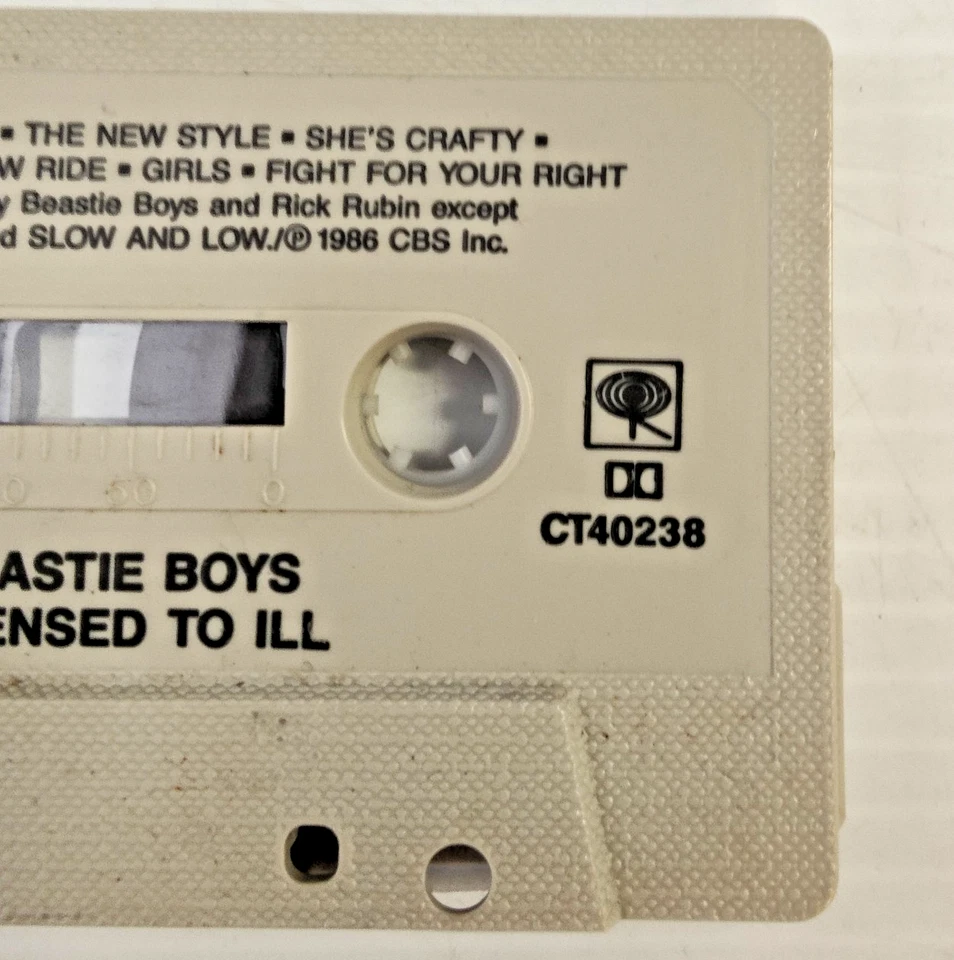 ▪ THE NEW STYLE ▪ SHE'S CRAFTY ▪
W RIDE ▪ GIRLS ▪ FIGHT FOR YOUR RIGHT
y Beastie Boys and Rick Rubin except
d SLOW AND LOW./℗ 1986 CBS Inc.
0 50 0
CT40238
ASTIE BOYS
ENSED TO ILL